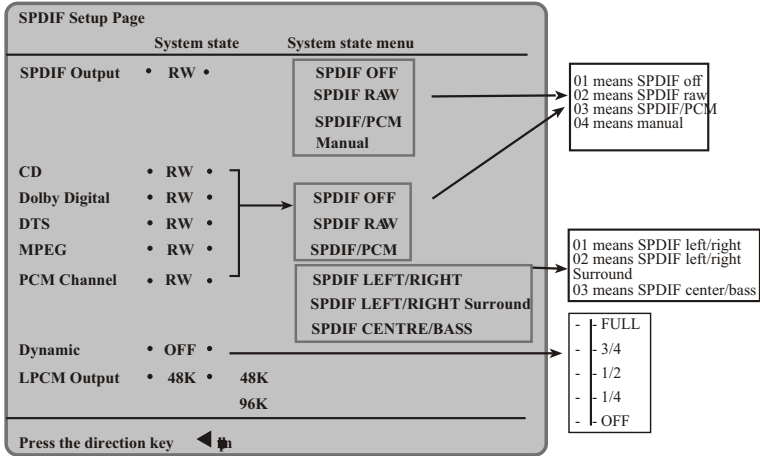 SPDIF Setup Page
System state System state menu
SPDIF Output • RW • SPDIF OFF
SPDIF RAW
SPDIF/PCM
Manual
01 means SPDIF off
02 means SPDIF raw
03 means SPDIF/PCM
04 means manual
CD • RW •
Dolby Digital • RW • SPDIF OFF
DTS • RW • SPDIF RAW
MPEG • RW • SPDIF/PCM
PCM Channel • RW • SPDIF LEFT/RIGHT
SPDIF LEFT/RIGHT Surround
SPDIF CENTRE/BASS
01 means SPDIF left/right
02 means SPDIF left/right
Surround
03 means SPDIF center/bass
Dynamic • OFF •
- - FULL
- - 3/4
- - 1/2
- - 1/4
- - OFF
LPCM Output • 48K • 48K
96K
Press the direction key